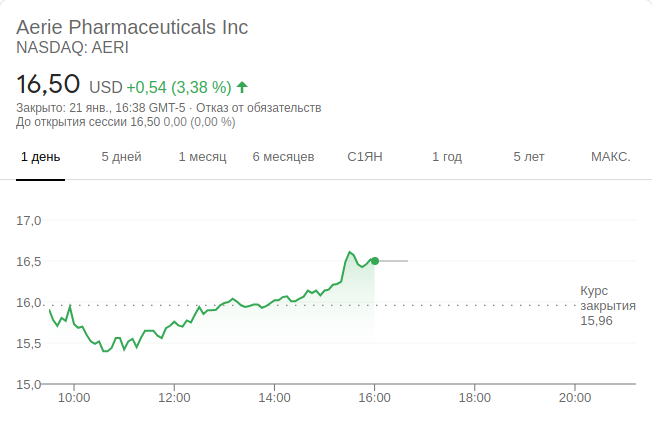 Aerie Pharmaceuticals Inc
NASDAQ: AERI
16,50 USD +0,54 (3,38 %)
Закрыто: 21 янв., 16:38 GMT-5 · Отказ от обязательств
До открытия сессии 16,50 0,00 (0,00 %)
1 день 5 дней 1 месяц 6 месяцев С1ЯН 1 год 5 лет МАКС.
17,0
16,5
Курс
16,0 закрытия
15,96
15,5
15,0
10:00 12:00 14:00 16:00 18:00 20:00